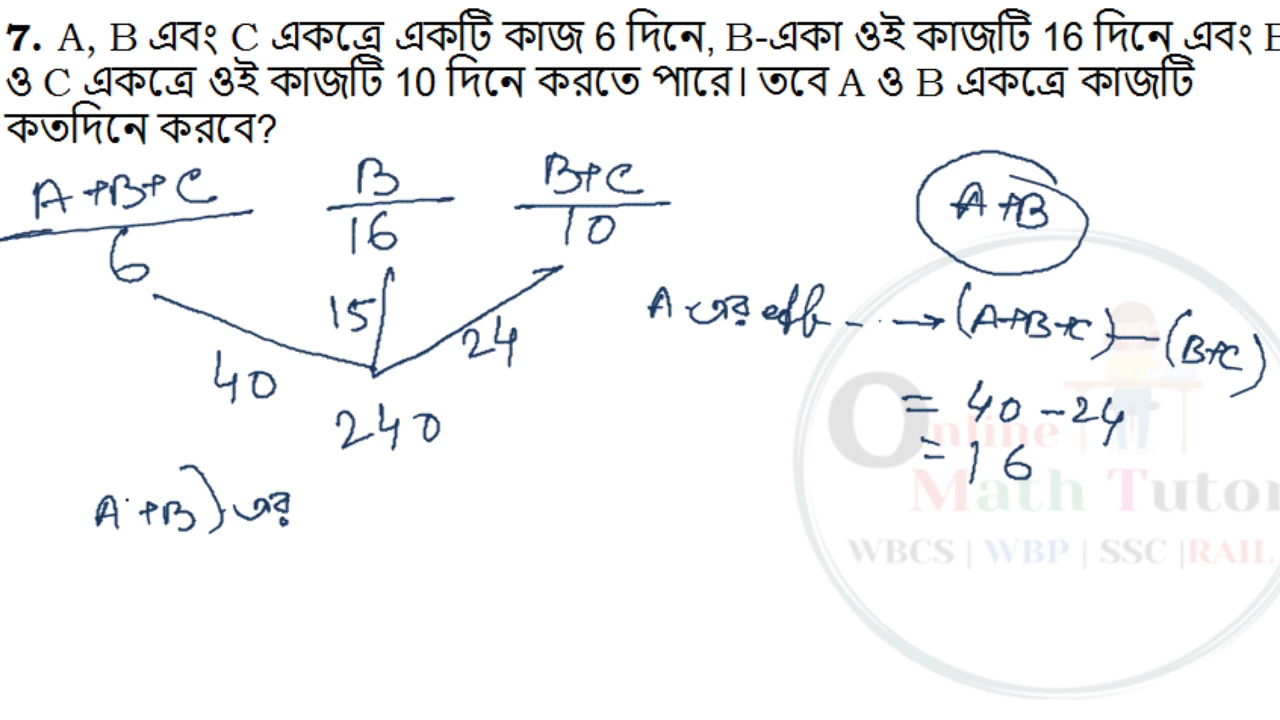 7. A, B এবং C একত্রে একটি কাজ 6 দিনে, B-একা ওই কাজটি 16 দিনে এবং B
ও C একত্রে ওই কাজটি 10 দিনে করতে পারে। তবে A ও B একত্রে কাজটি
কতদিনে করবে?
A+B+C
6
B
16
B+C
10
A+B
40
15
24
240
A এর eff--.→ (A+B+C)—(B+C)
= 40-24
= 16
A+B) এর
Online
Math Tutor
WBCS | WBP | SSC |RAIL